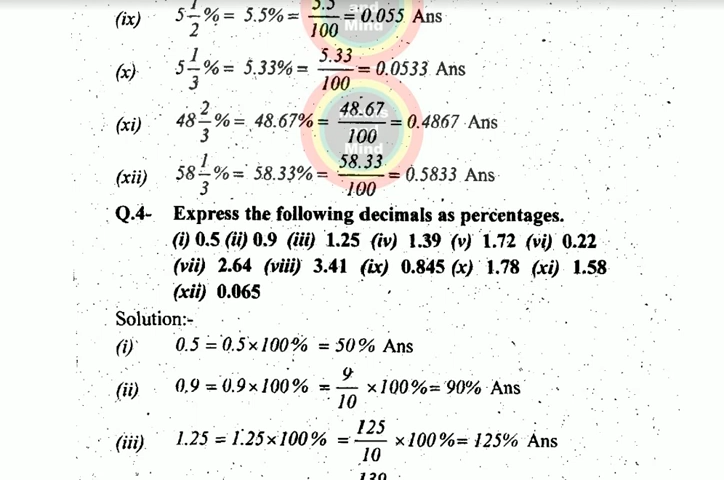 (ix) 5 1/2 % = 5.5% = 5.5/100 = 0.055 Ans
(x) 5 1/3 % = 5.33% = 5.33/100 = 0.0533 Ans
(xi) 48 2/3 % = 48.67% = 48.67/100 = 0.4867 Ans
(xii) 58 1/3 % = 58.33% = 58.33/100 = 0.5833 Ans
Q.4- Express the following decimals as percentages.
(i) 0.5 (ii) 0.9 (iii) 1.25 (iv) 1.39 (v) 1.72 (vi) 0.22
(vii) 2.64 (viii) 3.41 (ix) 0.845 (x) 1.78 (xi) 1.58
(xii) 0.065
Solution:-
(i) 0.5 = 0.5×100% = 50% Ans
(ii) 0.9 = 0.9×100% = 9/10 ×100% = 90% Ans
(iii) 1.25 = 1.25×100% = 125/10 ×100% = 125% Ans
139